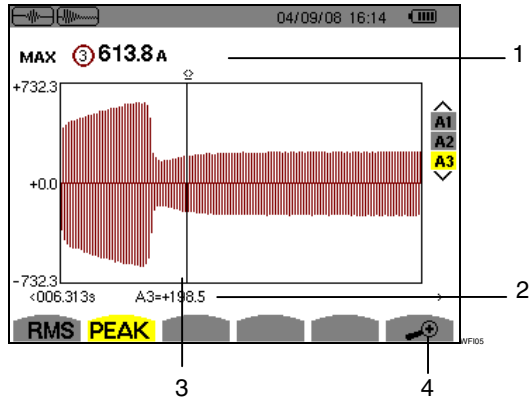 04/09/08 16:14
1
MAX 3 613.8 A
+732.3
A1
A2
A3
+0.0
-732.3
<006.313s A3=+198.5 >
2
RMS PEAK
WFI05
3 4